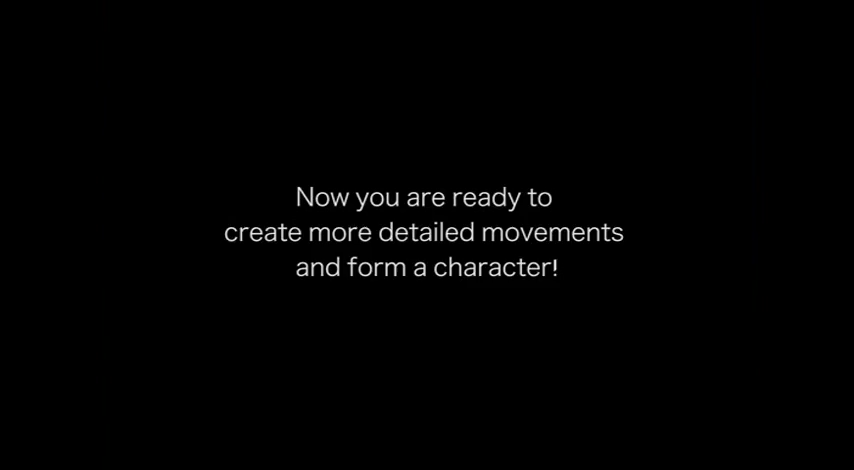 Now you are ready to
create more detailed movements
and form a character!